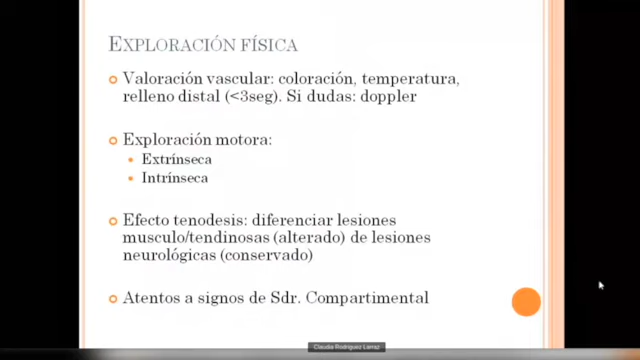 EXPLORACIÓN FÍSICA
Valoración vascular: coloración, temperatura,
relleno distal (<3seg). Si dudas: doppler
Exploración motora:
Extrínseca
Intrínseca
Efecto tenodesis: diferenciar lesiones
musculo/tendinosas (alterado) de lesiones
neurológicas (conservado)
Atentos a signos de Sdr. Compartimental
Claudia Rodríguez Larraz